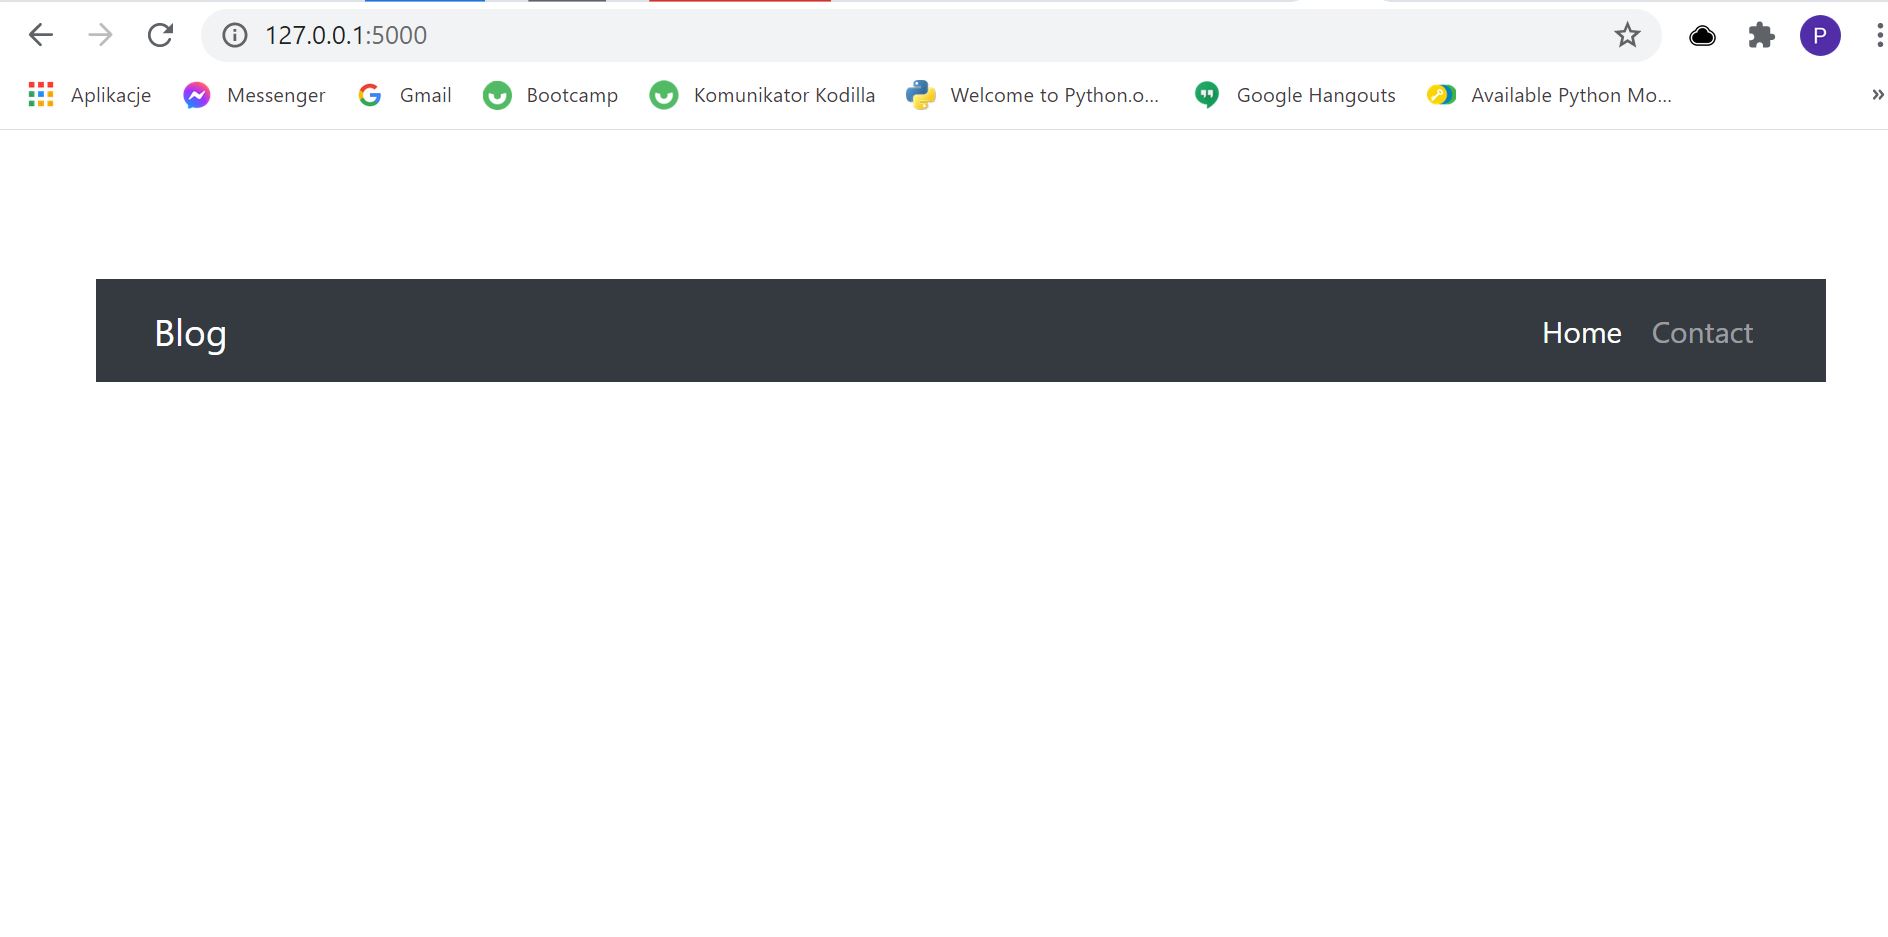 127.0.0.1:5000
P
Aplikacje Messenger Gmail Bootcamp Komunikator Kodilla Welcome to Python.o... Google Hangouts Available Python Mo... »
Blog Home Contact